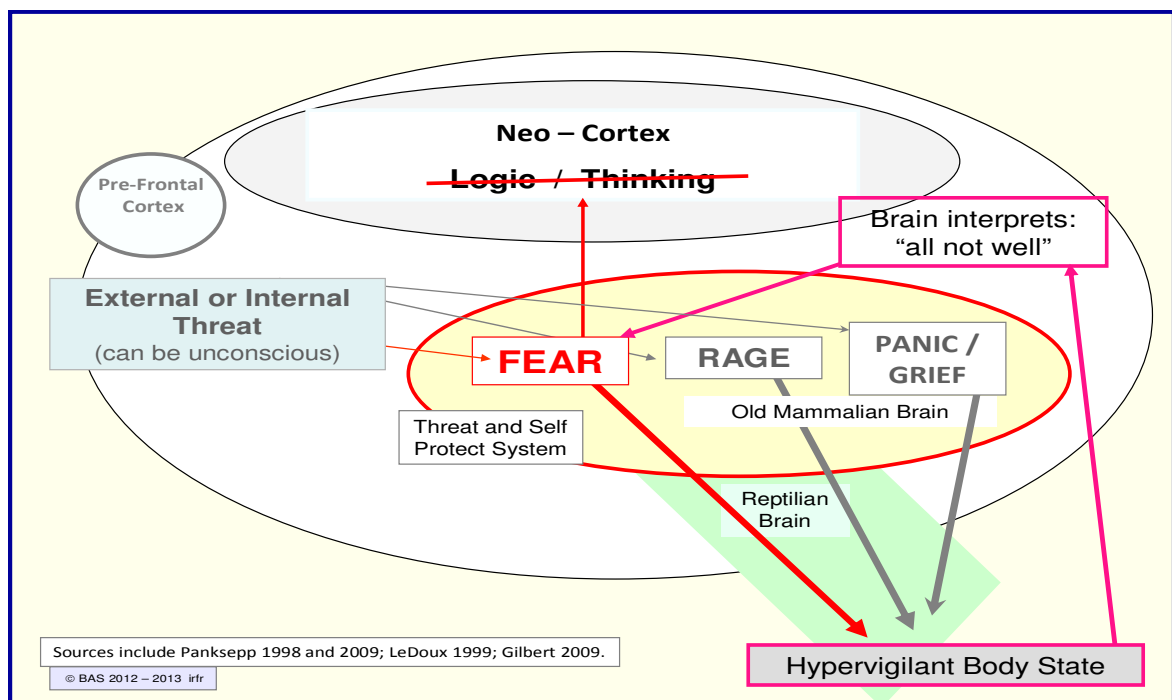 Neo – Cortex
Logic / Thinking
Pre-Frontal
Cortex
Brain interprets:
“all not well”
External or Internal
Threat
(can be unconscious)
FEAR
RAGE
PANIC /
GRIEF
Old Mammalian Brain
Threat and Self
Protect System
Reptilian
Brain
Hypervigilant Body State
Sources include Panksepp 1998 and 2009; LeDoux 1999; Gilbert 2009.
© BAS 2012 – 2013 irfr